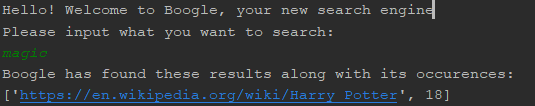 Hello! Welcome to Boogle, your new search engine
Please input what you want to search:
magic
Boogle has found these results along with its occurences:
['https://en.wikipedia.org/wiki/Harry_Potter', 18]